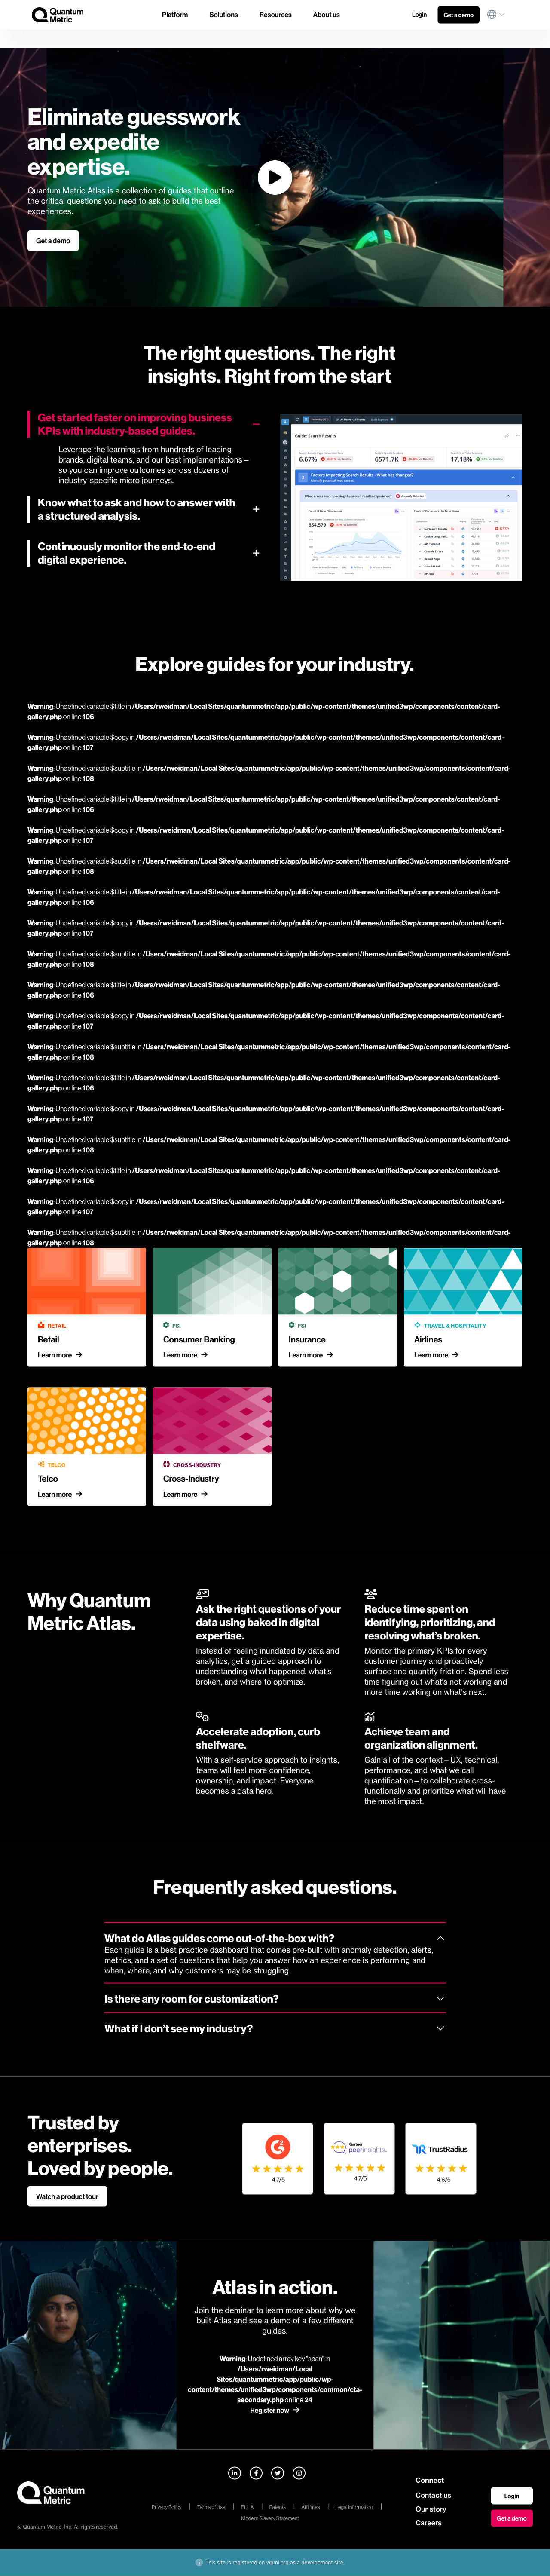 Quantum Metric
Platform
Solutions
Resources
About us
Login
Get a demo
Eliminate guesswork
and expedite
expertise.
Quantum Metric Atlas is a collection of guides that outline
the critical questions you need to ask to build the best
experiences.
Get a demo
The right questions. The right
insights. Right from the start
Get started faster on improving business
KPIs with industry-based guides.
Leverage the learnings from hundreds of leading
brands, digital teams, and our best implementations –
so you can improve outcomes across dozens of
industry-specific micro journeys.
Know what to ask and how to answer with
a structured analysis.
Continuously monitor the end-to-end
digital experience.
Guide: Search Results
6.67%
6571.7K
17.18%
2 Factors Impacting Search Results - What has changed?
What errors are impacting the search results experience?
654,579
Explore guides for your industry.
Warning: Undefined variable $title in /Users/rweidman/Local Sites/quantummetric/app/public/wp-content/themes/unified3wp/components/content/card-
gallery.php on line 106
Warning: Undefined variable $copy in /Users/rweidman/Local Sites/quantummetric/app/public/wp-content/themes/unified3wp/components/content/card-
gallery.php on line 107
Warning: Undefined variable $subtitle in /Users/rweidman/Local Sites/quantummetric/app/public/wp-content/themes/unified3wp/components/content/card-
gallery.php on line 108
Warning: Undefined variable $title in /Users/rweidman/Local Sites/quantummetric/app/public/wp-content/themes/unified3wp/components/content/card-
gallery.php on line 106
Warning: Undefined variable $copy in /Users/rweidman/Local Sites/quantummetric/app/public/wp-content/themes/unified3wp/components/content/card-
gallery.php on line 107
Warning: Undefined variable $subtitle in /Users/rweidman/Local Sites/quantummetric/app/public/wp-content/themes/unified3wp/components/content/card-
gallery.php on line 108
Warning: Undefined variable $title in /Users/rweidman/Local Sites/quantummetric/app/public/wp-content/themes/unified3wp/components/content/card-
gallery.php on line 106
Warning: Undefined variable $copy in /Users/rweidman/Local Sites/quantummetric/app/public/wp-content/themes/unified3wp/components/content/card-
gallery.php on line 107
Warning: Undefined variable $subtitle in /Users/rweidman/Local Sites/quantummetric/app/public/wp-content/themes/unified3wp/components/content/card-
gallery.php on line 108
Warning: Undefined variable $title in /Users/rweidman/Local Sites/quantummetric/app/public/wp-content/themes/unified3wp/components/content/card-
gallery.php on line 106
Warning: Undefined variable $copy in /Users/rweidman/Local Sites/quantummetric/app/public/wp-content/themes/unified3wp/components/content/card-
gallery.php on line 107
Warning: Undefined variable $subtitle in /Users/rweidman/Local Sites/quantummetric/app/public/wp-content/themes/unified3wp/components/content/card-
gallery.php on line 108
Warning: Undefined variable $title in /Users/rweidman/Local Sites/quantummetric/app/public/wp-content/themes/unified3wp/components/content/card-
gallery.php on line 106
Warning: Undefined variable $copy in /Users/rweidman/Local Sites/quantummetric/app/public/wp-content/themes/unified3wp/components/content/card-
gallery.php on line 107
Warning: Undefined variable $subtitle in /Users/rweidman/Local Sites/quantummetric/app/public/wp-content/themes/unified3wp/components/content/card-
gallery.php on line 108
Warning: Undefined variable $title in /Users/rweidman/Local Sites/quantummetric/app/public/wp-content/themes/unified3wp/components/content/card-
gallery.php on line 106
Warning: Undefined variable $copy in /Users/rweidman/Local Sites/quantummetric/app/public/wp-content/themes/unified3wp/components/content/card-
gallery.php on line 107
Warning: Undefined variable $subtitle in /Users/rweidman/Local Sites/quantummetric/app/public/wp-content/themes/unified3wp/components/content/card-
gallery.php on line 108
RETAIL
Retail
Learn more
FSI
Consumer Banking
Learn more
FSI
Insurance
Learn more
TRAVEL & HOSPITALITY
Airlines
Learn more
TELCO
Telco
Learn more
CROSS-INDUSTRY
Cross-Industry
Learn more
Why Quantum
Metric Atlas.
Ask the right questions of your
data using baked in digital
expertise.
Instead of feeling inundated by data and
analytics, get a guided approach to
understanding what happened, what's
broken, and where to optimize.
Reduce time spent on
identifying, prioritizing, and
resolving what's broken.
Monitor the primary KPIs for every
customer journey and proactively
surface and quantify friction. Spend less
time figuring out what's not working and
more time working on what's next.
Accelerate adoption, curb
shelfware.
With a self-service approach to insights,
teams will feel more confidence,
ownership, and impact. Everyone
becomes a data hero.
Achieve team and
organization alignment.
Gain all of the context – UX, technical,
performance, and what we call
quantification – to collaborate cross-
functionally and prioritize what will have
the most impact.
Frequently asked questions.
What do Atlas guides come out-of-the-box with?
Each guide is a best practice dashboard that comes pre-built with anomaly detection, alerts,
metrics, and a set of questions that help you answer how an experience is performing and
when, where, and why customers may be struggling.
Is there any room for customization?
What if I don't see my industry?
Trusted by
enterprises.
Loved by people.
Watch a product tour
4.7/5
Gartner
peerinsights.
4.7/5
TrustRadius
4.6/5
Atlas in action.
Join the deminar to learn more about why we
built Atlas and see a demo of a few different
guides.
Warning: Undefined array key "span" in
/Users/rweidman/Local
Sites/quantummetric/app/public/wp-
content/themes/unified3wp/components/common/cta-
secondary.php on line 24
Register now
Quantum
Metric
© Quantum Metric, Inc. All rights reserved.
Privacy Policy
Terms of Use
EULA
Patents
Affiliates
Legal Information
Modern Slavery Statement
Connect
Contact us
Our story
Careers
Login
Get a demo
This site is registered on wpml.org as a development site.